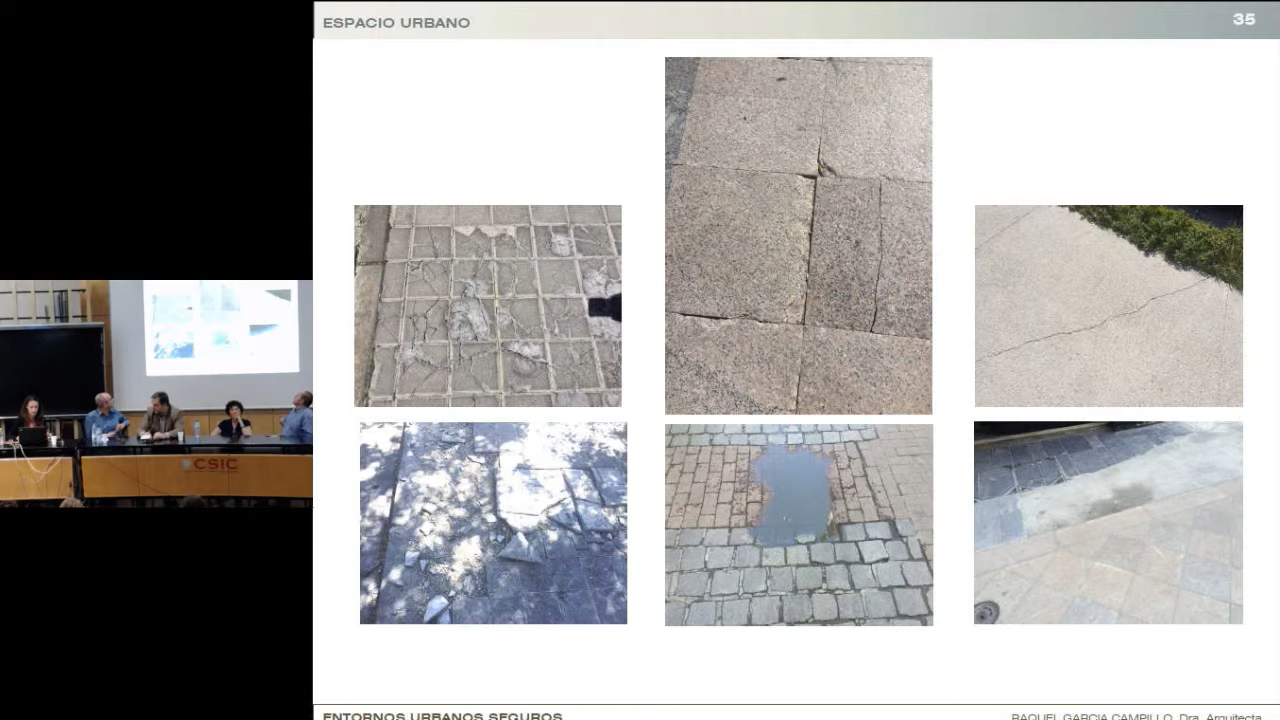 ESPACIO URBANO
35
CSIC
ENTORNOS URBANOS SEGUROS
RAQUEL GARCIA CAMPILLO. Dra. Arquitecta